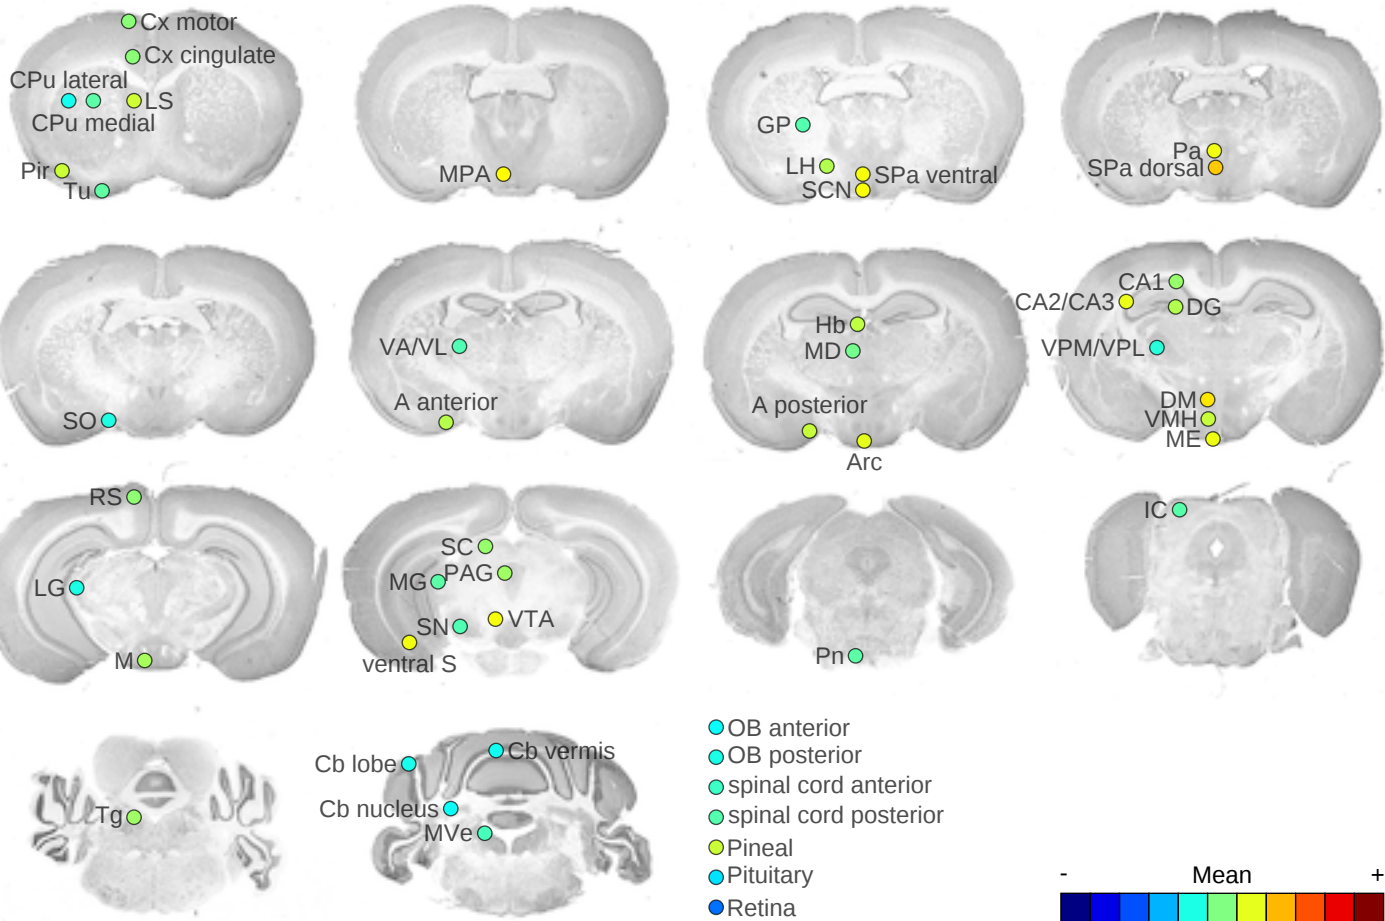 Cx motor
Cx cingulate
CPu lateral
LS
CPu medial
Pir
Tu
MPA
GP
LH
SPa ventral
SCN
Pa
SPa dorsal
SO
VA/VL
A anterior
Hb
MD
A posterior
Arc
CA1
CA2/CA3
DG
VPM/VPL
DM
VMH
ME
RS
LG
M
SC
MG
PAG
SN
VTA
ventral S
Pn
IC
Tg
Cb lobe
Cb vermis
Cb nucleus
MVe
OB anterior
OB posterior
spinal cord anterior
spinal cord posterior
Pineal
Pituitary
Retina
- Mean +